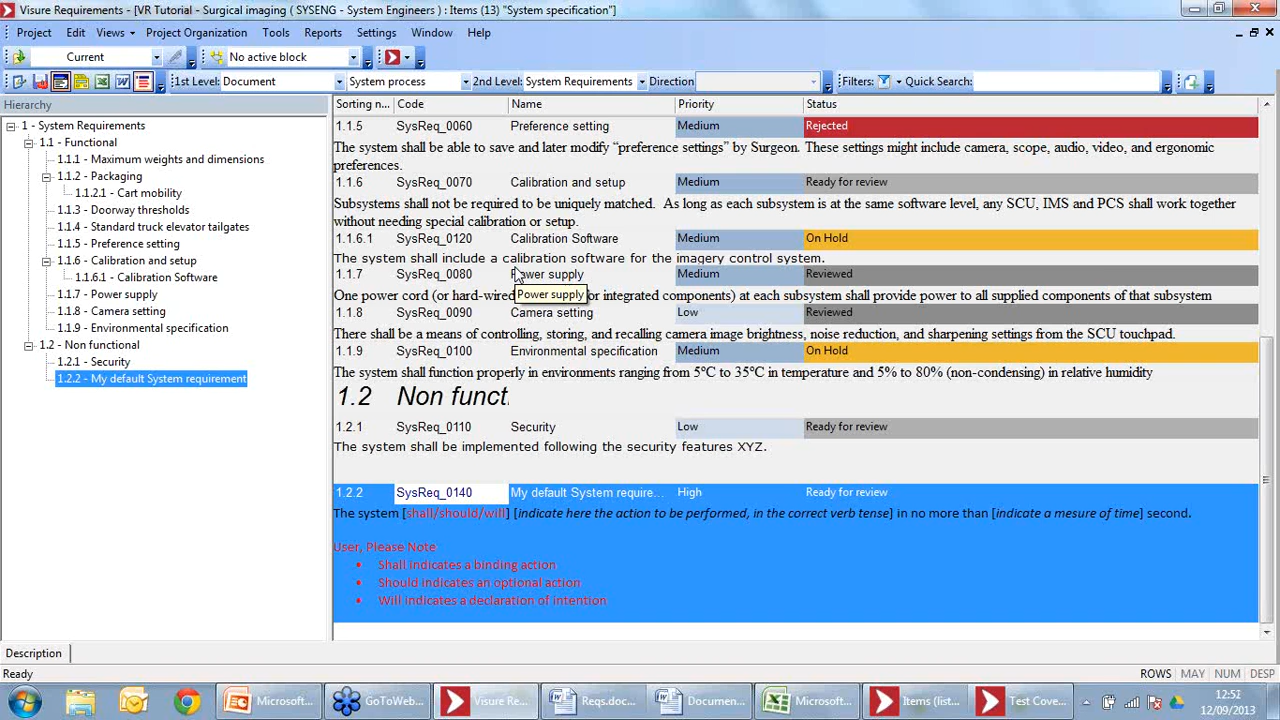 Visure Requirements - [VR Tutorial - Surgical imaging ( SYSENG - System Engineers ) : Items (13) "System specification"]
Project Edit Views Project Organization Tools Reports Settings Window Help
Current No active block
1st Level: Document System process 2nd Level: System Requirements Direction Filters: Quick Search:
Hierarchy
1 - System Requirements
1.1 - Functional
1.1.1 - Maximum weights and dimensions
1.1.2 - Packaging
1.1.2.1 - Cart mobility
1.1.3 - Doorway thresholds
1.1.4 - Standard truck elevator tailgates
1.1.5 - Preference setting
1.1.6 - Calibration and setup
1.1.6.1 - Calibration Software
1.1.7 - Power supply
1.1.8 - Camera setting
1.1.9 - Environmental specification
1.2 - Non functional
1.2.1 - Security
1.2.2 - My default System requirement
Sorting n... Code Name Priority Status
1.1.5 SysReq_0060 Preference setting Medium Rejected
The system shall be able to save and later modify “preference settings” by Surgeon. These settings might include camera, scope, audio, video, and ergonomic
preferences.
1.1.6 SysReq_0070 Calibration and setup Medium Ready for review
Subsystems shall not be required to be uniquely matched. As long as each subsystem is at the same software level, any SCU, IMS and PCS shall work together
without needing special calibration or setup.
1.1.6.1 SysReq_0120 Calibration Software Medium On Hold
The system shall include a calibration software for the imagery control system.
1.1.7 SysReq_0080 Power supply Medium Reviewed
Power supply
One power cord (or hard-wired for integrated components) at each subsystem shall provide power to all supplied components of that subsystem
1.1.8 SysReq_0090 Camera setting Low Reviewed
There shall be a means of controlling, storing, and recalling camera image brightness, noise reduction, and sharpening settings from the SCU touchpad.
1.1.9 SysReq_0100 Environmental specification Medium On Hold
The system shall function properly in environments ranging from 5°C to 35°C in temperature and 5% to 80% (non-condensing) in relative humidity
1.2 Non funct
1.2.1 SysReq_0110 Security Low Ready for review
The system shall be implemented following the security features XYZ.
1.2.2 SysReq_0140 My default System require... High Ready for review
The system [shall/should/will] [indicate here the action to be performed, in the correct verb tense] in no more than [indicate a mesure of time] second.
User, Please Note
• Shall indicates a binding action
• Should indicates an optional action
• Will indicates a declaration of intention
Description
Ready ROWS MAY NUM DESP
Microsoft... GoToWeb... Visure Re... Reqs.doc... Document... Microsoft... Items (list... Test Cove... 12:52
12/09/2013